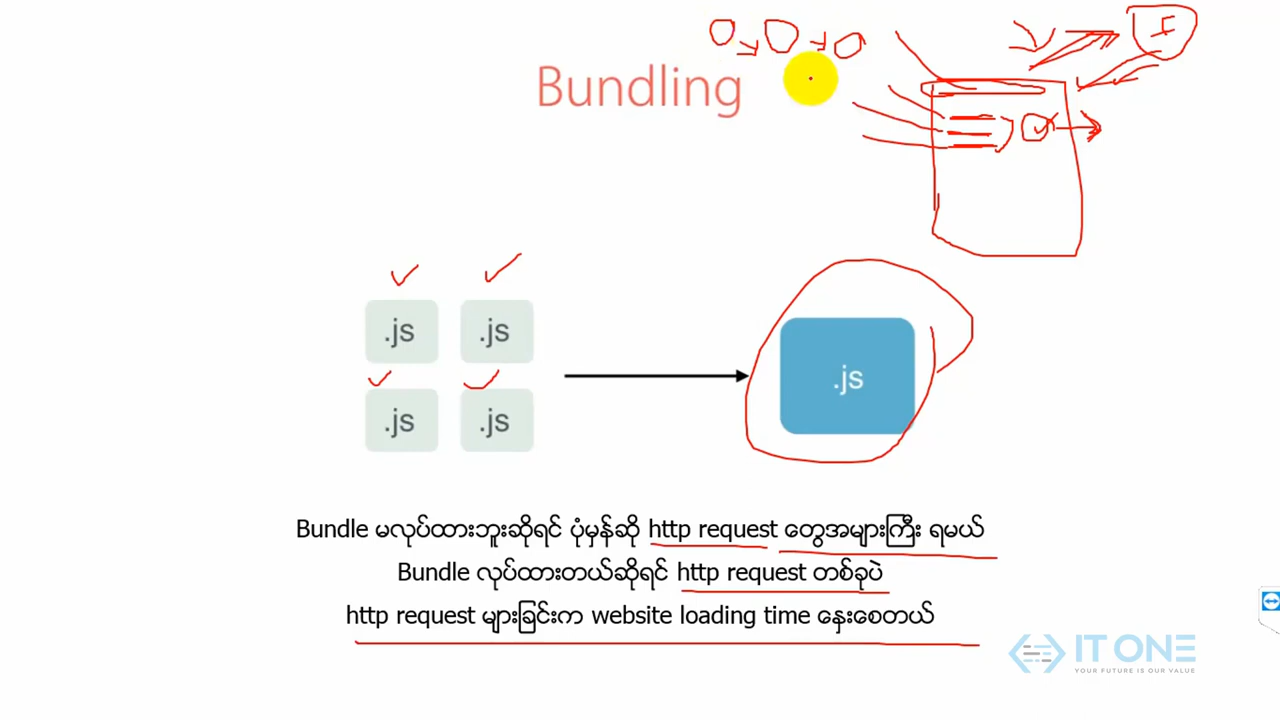 Bundling
.js
.js
.js
.js
.js
Bundle မလုပ်ထားဘူးဆိုရင် ပုံမှန်ဆို http request တွေအများကြီး ရမယ်
Bundle လုပ်ထားတယ်ဆိုရင် http request တစ်ခုပဲ
http request များခြင်းက website loading time နှေးစေတယ်
IT ONE
YOUR FUTURE IS OUR VALUE